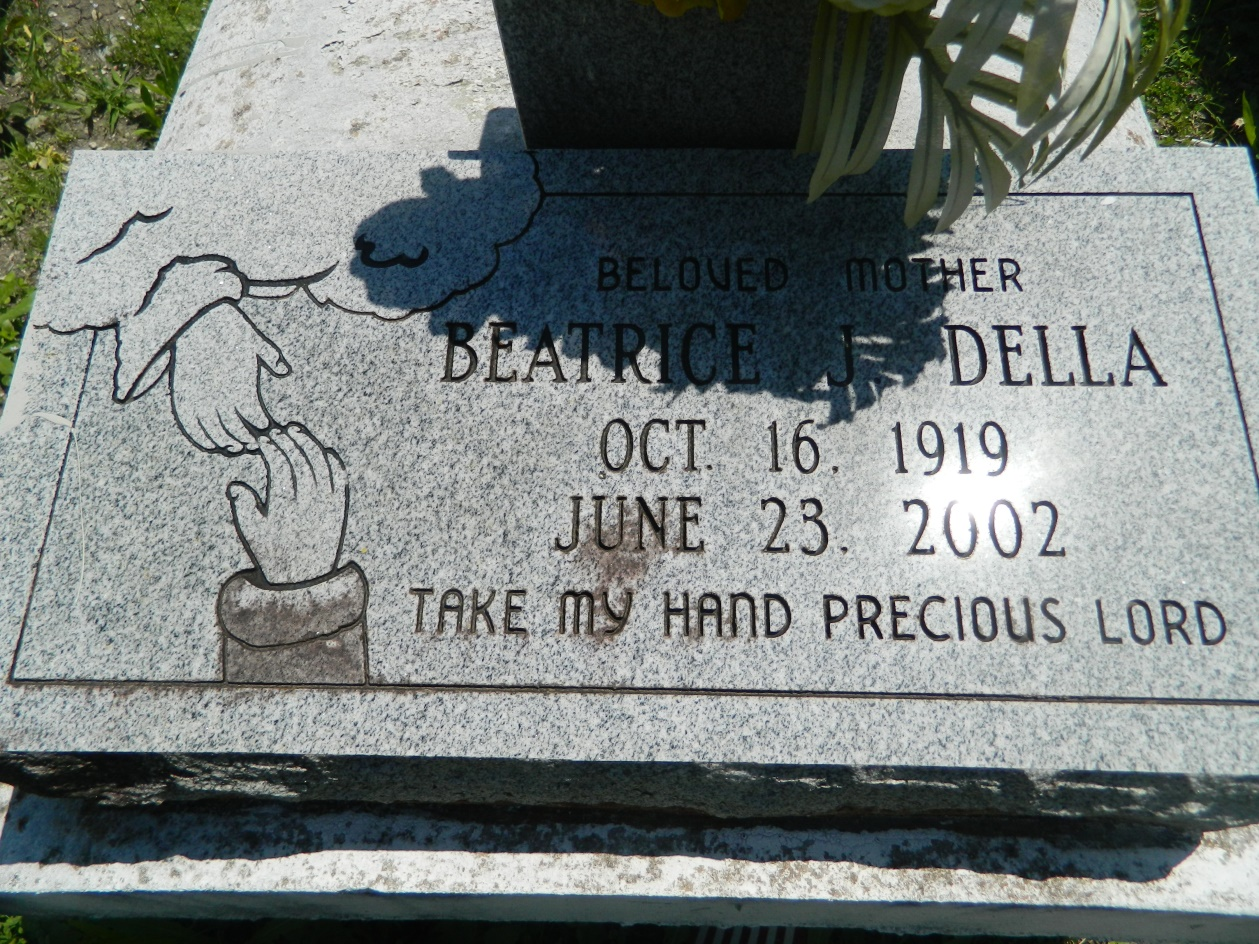 BELOVED MOTHER
BEATRICE J DELLA
OCT. 16. 1919
JUNE 23. 2002
TAKE MY HAND PRECIOUS LORD